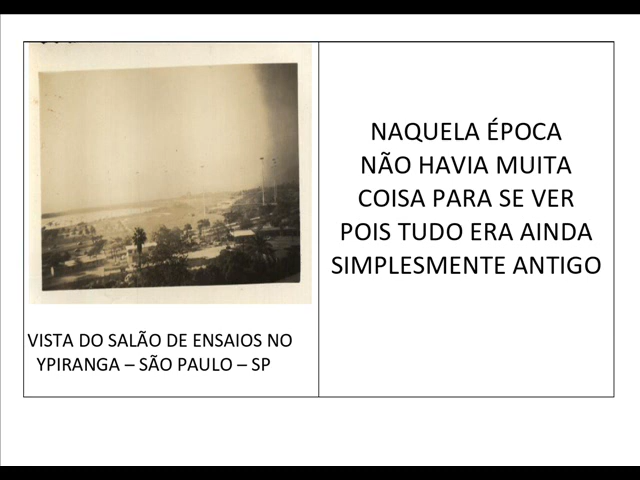 VISTA DO SALÃO DE ENSAIOS NO
YPIRANGA – SÃO PAULO – SP
NAQUELA ÉPOCA
NÃO HAVIA MUITA
COISA PARA SE VER
POIS TUDO ERA AINDA
SIMPLESMENTE ANTIGO